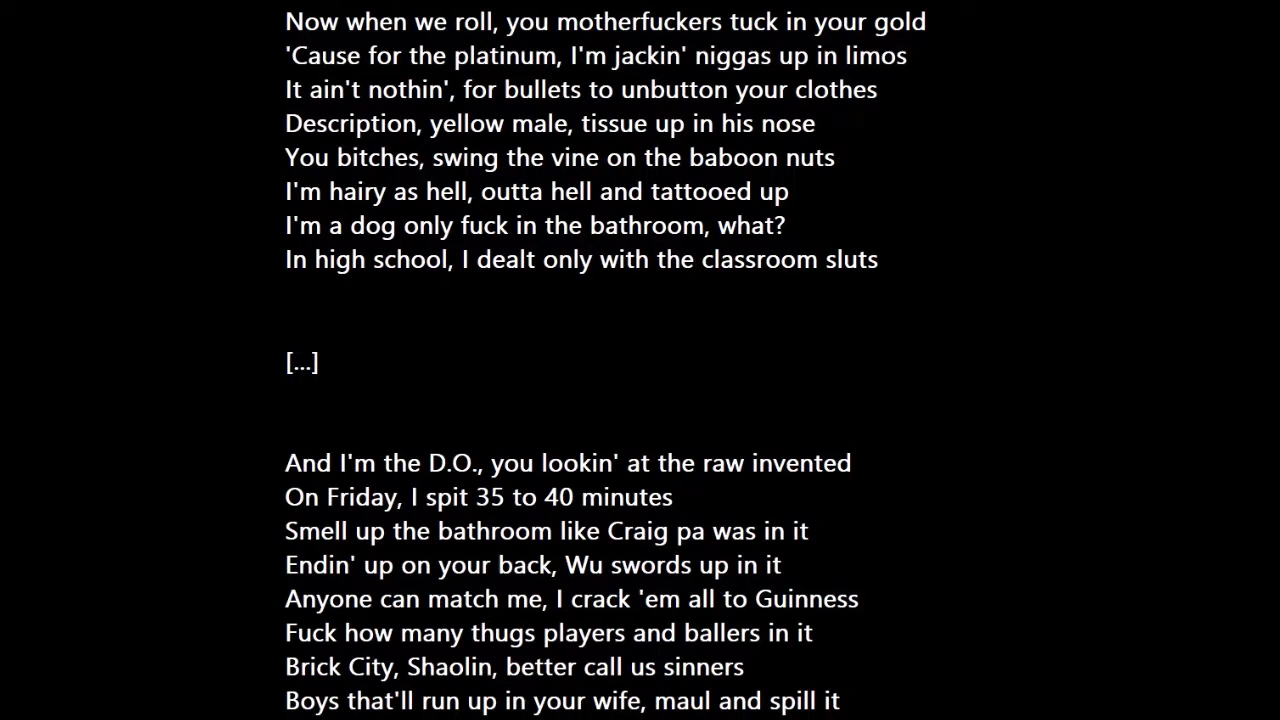 Now when we roll, you motherfuckers tuck in your gold
'Cause for the platinum, I'm jackin' niggas up in limos
It ain't nothin', for bullets to unbutton your clothes
Description, yellow male, tissue up in his nose
You bitches, swing the vine on the baboon nuts
I'm hairy as hell, outta hell and tattooed up
I'm a dog only fuck in the bathroom, what?
In high school, I dealt only with the classroom sluts
[...]
And I'm the D.O., you lookin' at the raw invented
On Friday, I spit 35 to 40 minutes
Smell up the bathroom like Craig pa was in it
Endin' up on your back, Wu swords up in it
Anyone can match me, I crack 'em all to Guinness
Fuck how many thugs players and ballers in it
Brick City, Shaolin, better call us sinners
Boys that'll run up in your wife, maul and spill it